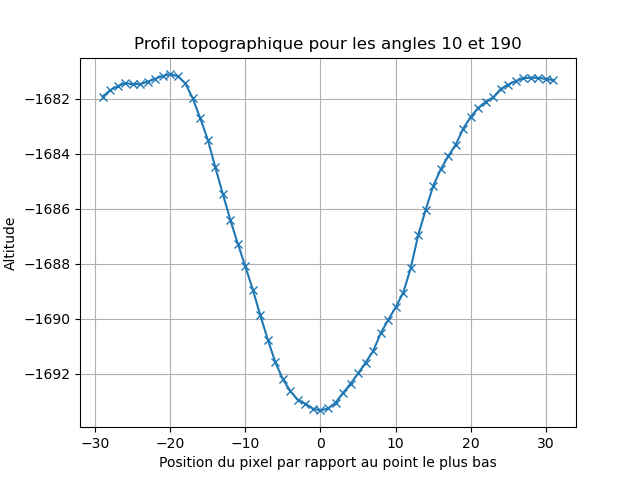 Profil topographique pour les angles 10 et 190
Altitude
−1682
−1684
−1686
−1688
−1690
−1692
−30 −20 −10 0 10 20 30
Position du pixel par rapport au point le plus bas